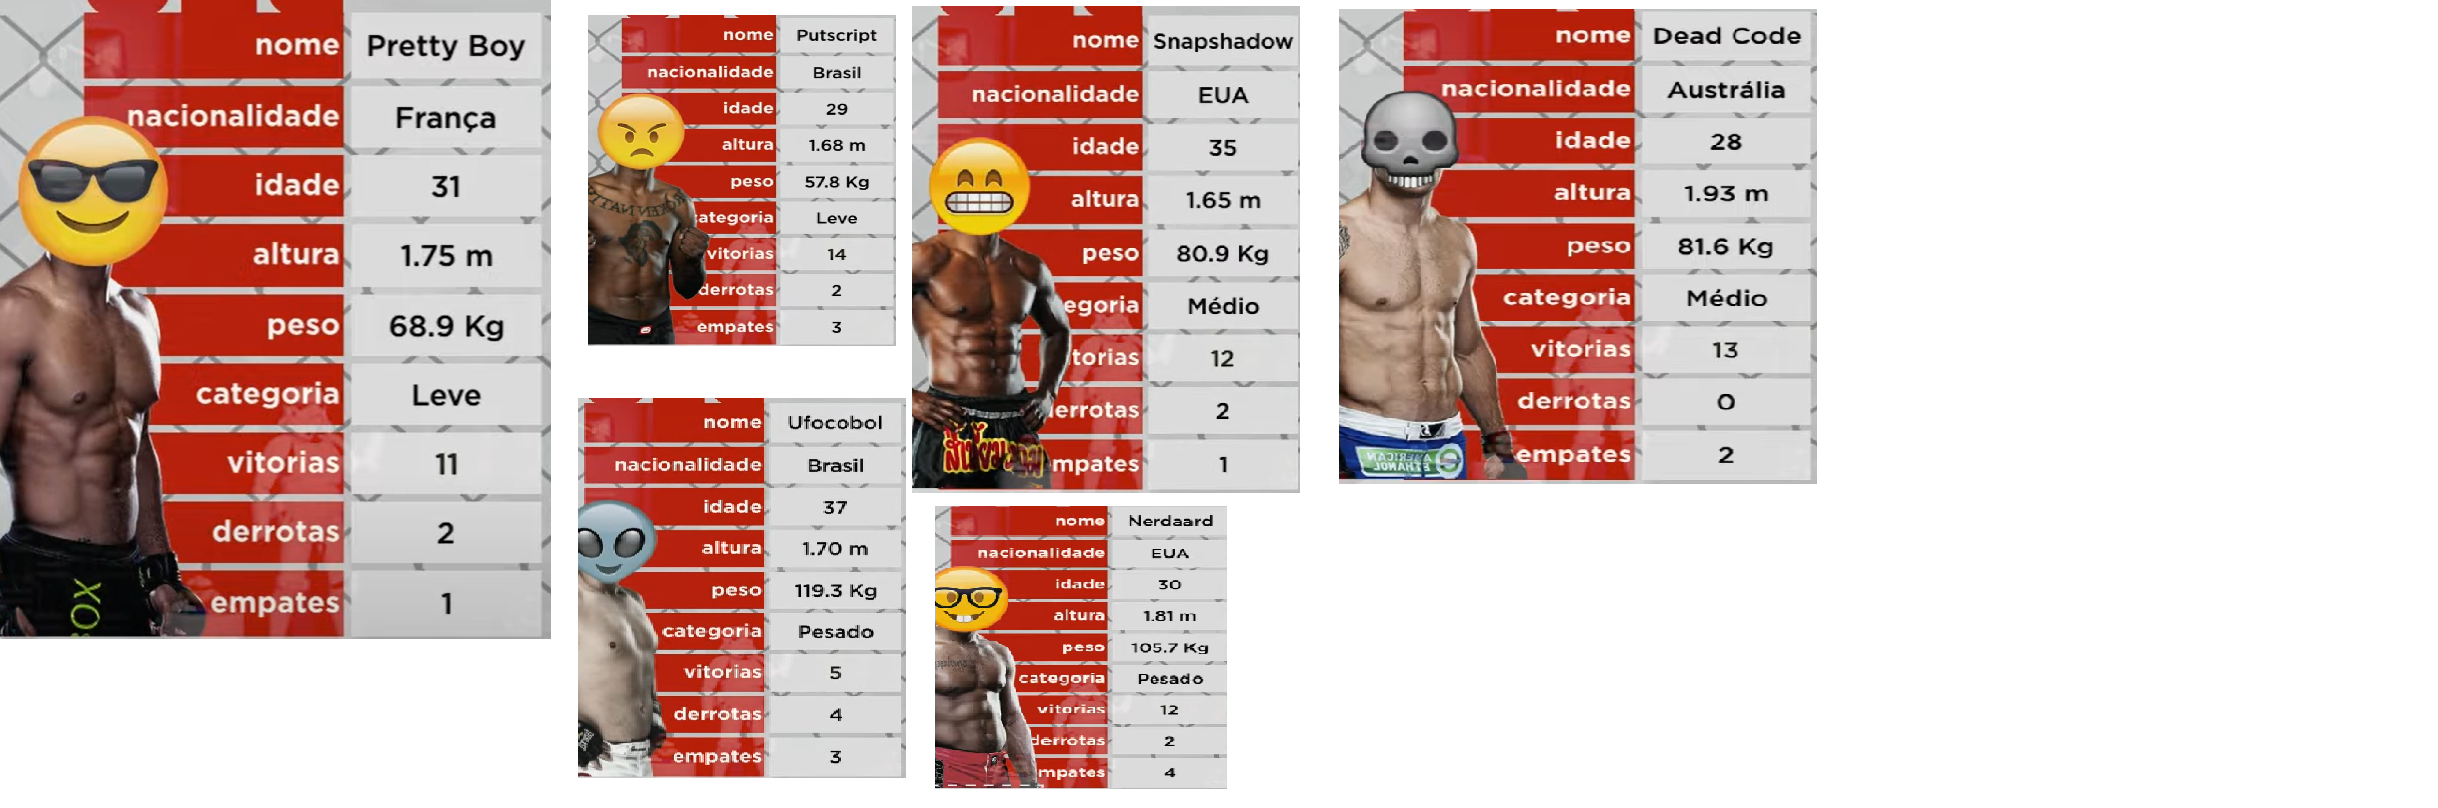 nome Pretty Boy
nacionalidade França
idade 31
altura 1.75 m
peso 68.9 Kg
categoria Leve
vitorias 11
derrotas 2
empates 1
nome Putscript
nacionalidade Brasil
idade 29
altura 1.68 m
peso 57.8 Kg
categoria Leve
vitorias 14
derrotas 2
empates 3
nome Snapshadow
nacionalidade EUA
idade 35
altura 1.65 m
peso 80.9 Kg
egoria Médio
torias 12
derrotas 2
mpates 1
nome Dead Code
nacionalidade Austrália
idade 28
altura 1.93 m
peso 81.6 Kg
categoria Médio
vitorias 13
derrotas 0
empates 2
AMERICAN
ETHANOL
nome Ufocobol
nacionalidade Brasil
idade 37
altura 1.70 m
peso 119.3 Kg
categoria Pesado
vitorias 5
derrotas 4
empates 3
nome Nerdaard
nacionalidade EUA
idade 30
altura 1.81 m
peso 105.7 Kg
categoria Pesado
vitorias 12
derrotas 2
mpates 4